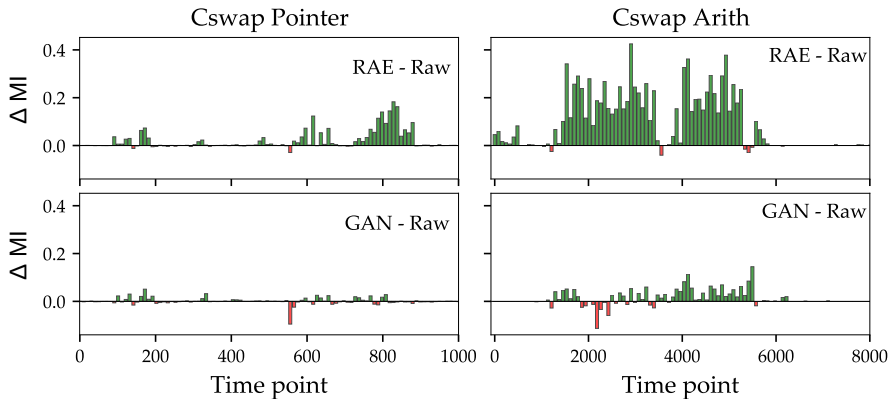 Cswap Pointer
Cswap Arith
RAE - Raw
RAE - Raw
Δ MI
0.4
0.2
0.0
GAN - Raw
GAN - Raw
Δ MI
0.4
0.2
0.0
0 200 400 600 800 1000
0 2000 4000 6000 8000
Time point
Time point